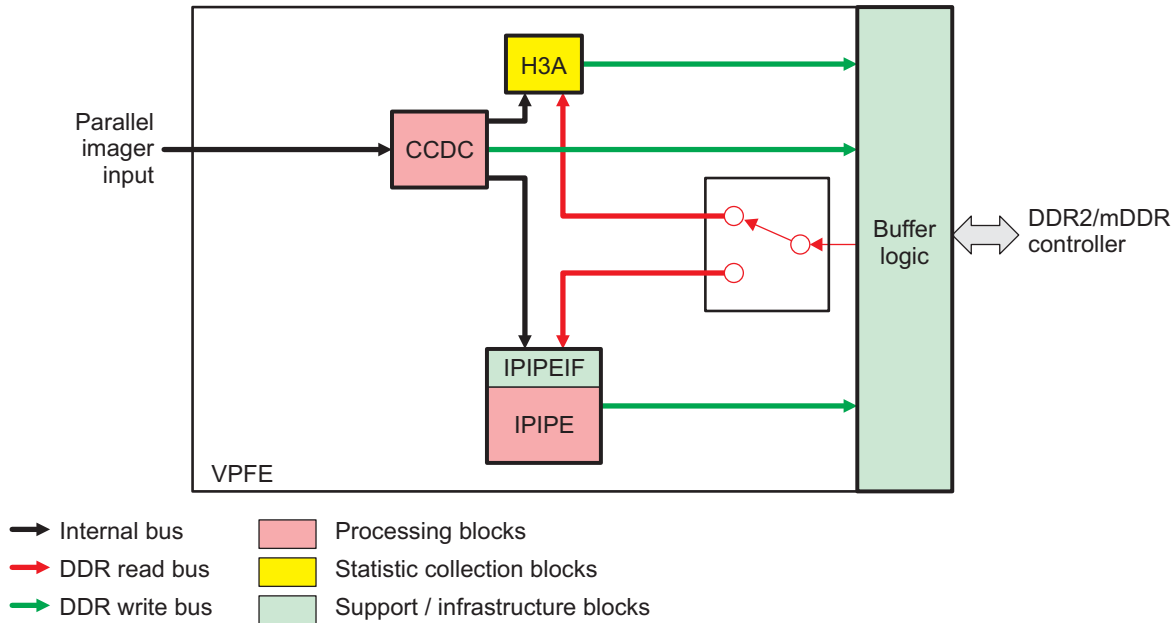 H3A
Parallel
imager
input
CCDC
Buffer
logic
DDR2/mDDR
controller
IPIPEIF
IPIPE
VPFE
Internal bus
Processing blocks
DDR read bus
Statistic collection blocks
DDR write bus
Support / infrastructure blocks